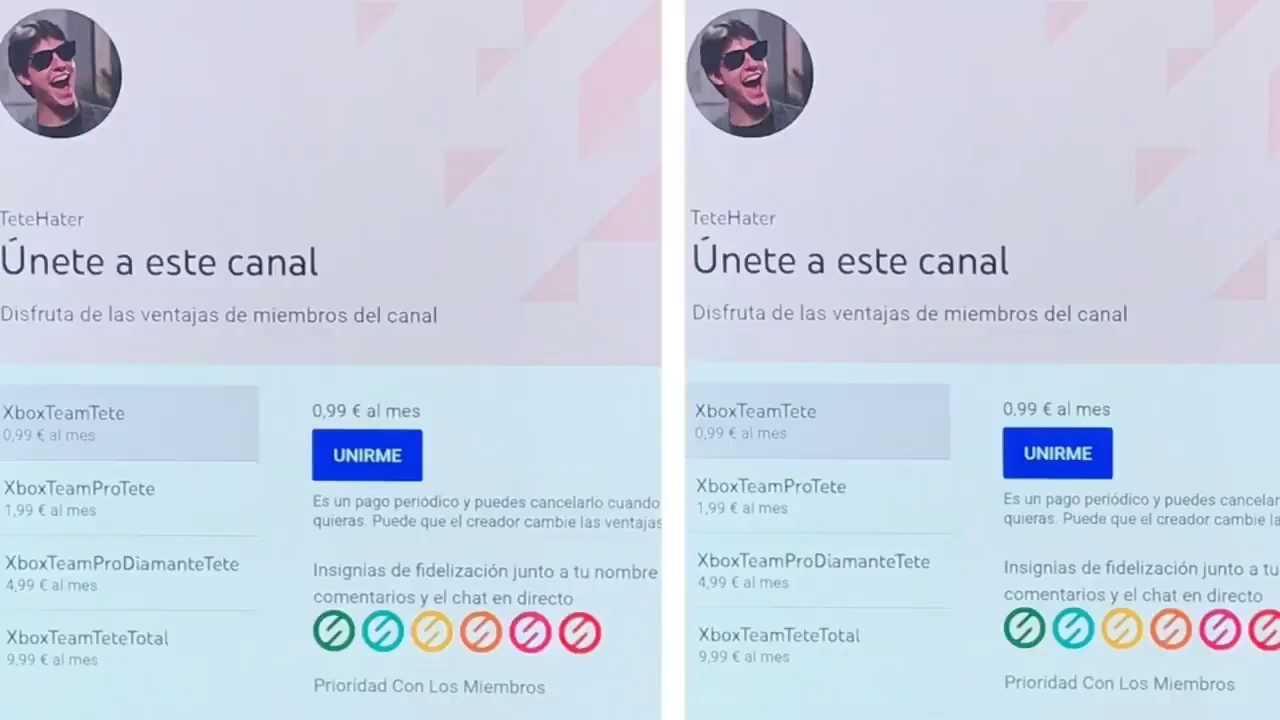 TeteHater
Únete a este canal
Disfruta de las ventajas de miembros del canal
XboxTeamTete
0,99 € al mes
XboxTeamProTete
1,99 € al mes
XboxTeamProDiamanteTete
4,99 € al mes
XboxTeamTeteTotal
9,99 € al mes
0,99 € al mes
UNIRME
Es un pago periódico y puedes cancelarlo cuando
quieras. Puede que el creador cambie las ventajas
Insignias de fidelización junto a tu nombre
comentarios y el chat en directo
Prioridad Con Los Miembros
TeteHater
Únete a este canal
Disfruta de las ventajas de miembros del canal
XboxTeamTete
0,99 € al mes
XboxTeamProTete
1,99 € al mes
XboxTeamProDiamanteTete
4,99 € al mes
XboxTeamTeteTotal
9,99 € al mes
0,99 € al mes
UNIRME
Es un pago periódico y puedes cancelar
quieras. Puede que el creador cambie la
Insignias de fidelización junto a tu
comentarios y el chat en directo
Prioridad Con Los Miembros